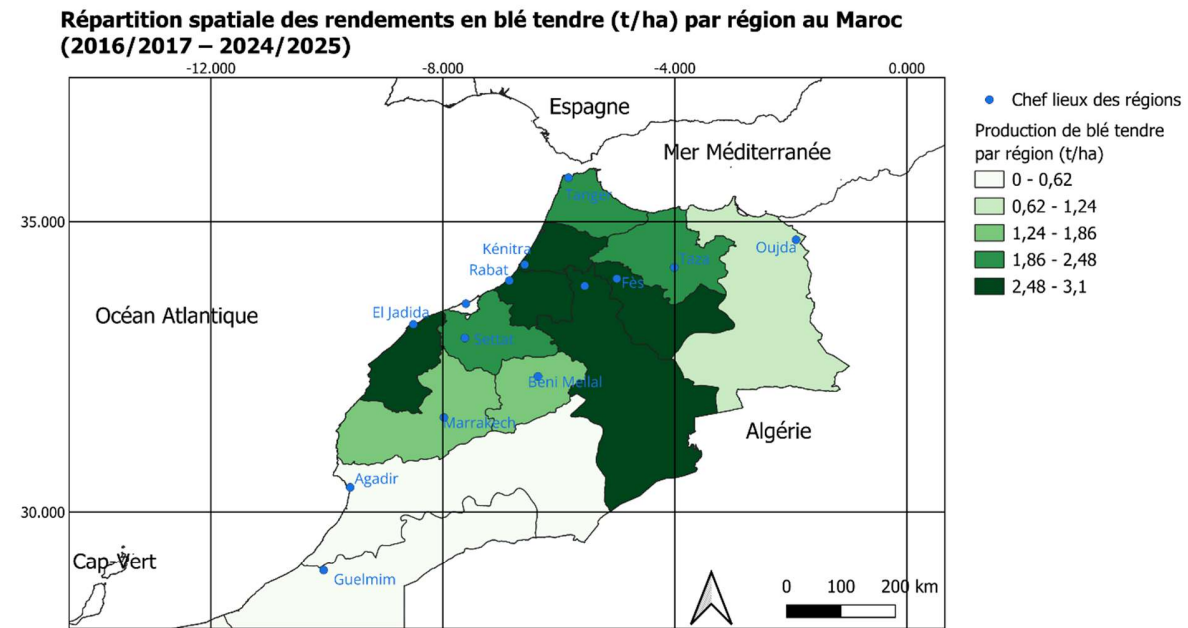 Répartition spatiale des rendements en blé tendre (t/ha) par région au Maroc
(2016/2017 – 2024/2025)
-12.000 -8.000 -4.000 0.000
Espagne
Mer Méditerranée
Tanger
35.000
Kénitra
Oujda
Taza
Rabat
Fès
El Jadida
Océan Atlantique
Settat
Béni Mellal
Marrakech
Algérie
Agadir
30.000
Cap-Vert
Guelmim
0 100 200 km
Chef lieux des régions
Production de blé tendre
par région (t/ha)
0 - 0,62
0,62 - 1,24
1,24 - 1,86
1,86 - 2,48
2,48 - 3,1